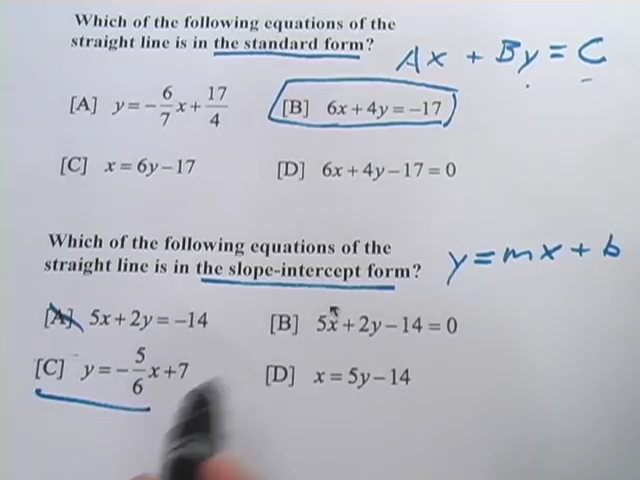 Which of the following equations of the
straight line is in the standard form?
Ax + By = C
[A] y = -6/7 x + 17/4
[B] 6x + 4y = -17
[C] x = 6y - 17
[D] 6x + 4y - 17 = 0
Which of the following equations of the
straight line is in the slope-intercept form?
y = mx + b
[A] 5x + 2y = -14
[B] 5x + 2y - 14 = 0
[C] y = -5/6 x + 7
[D] x = 5y - 14